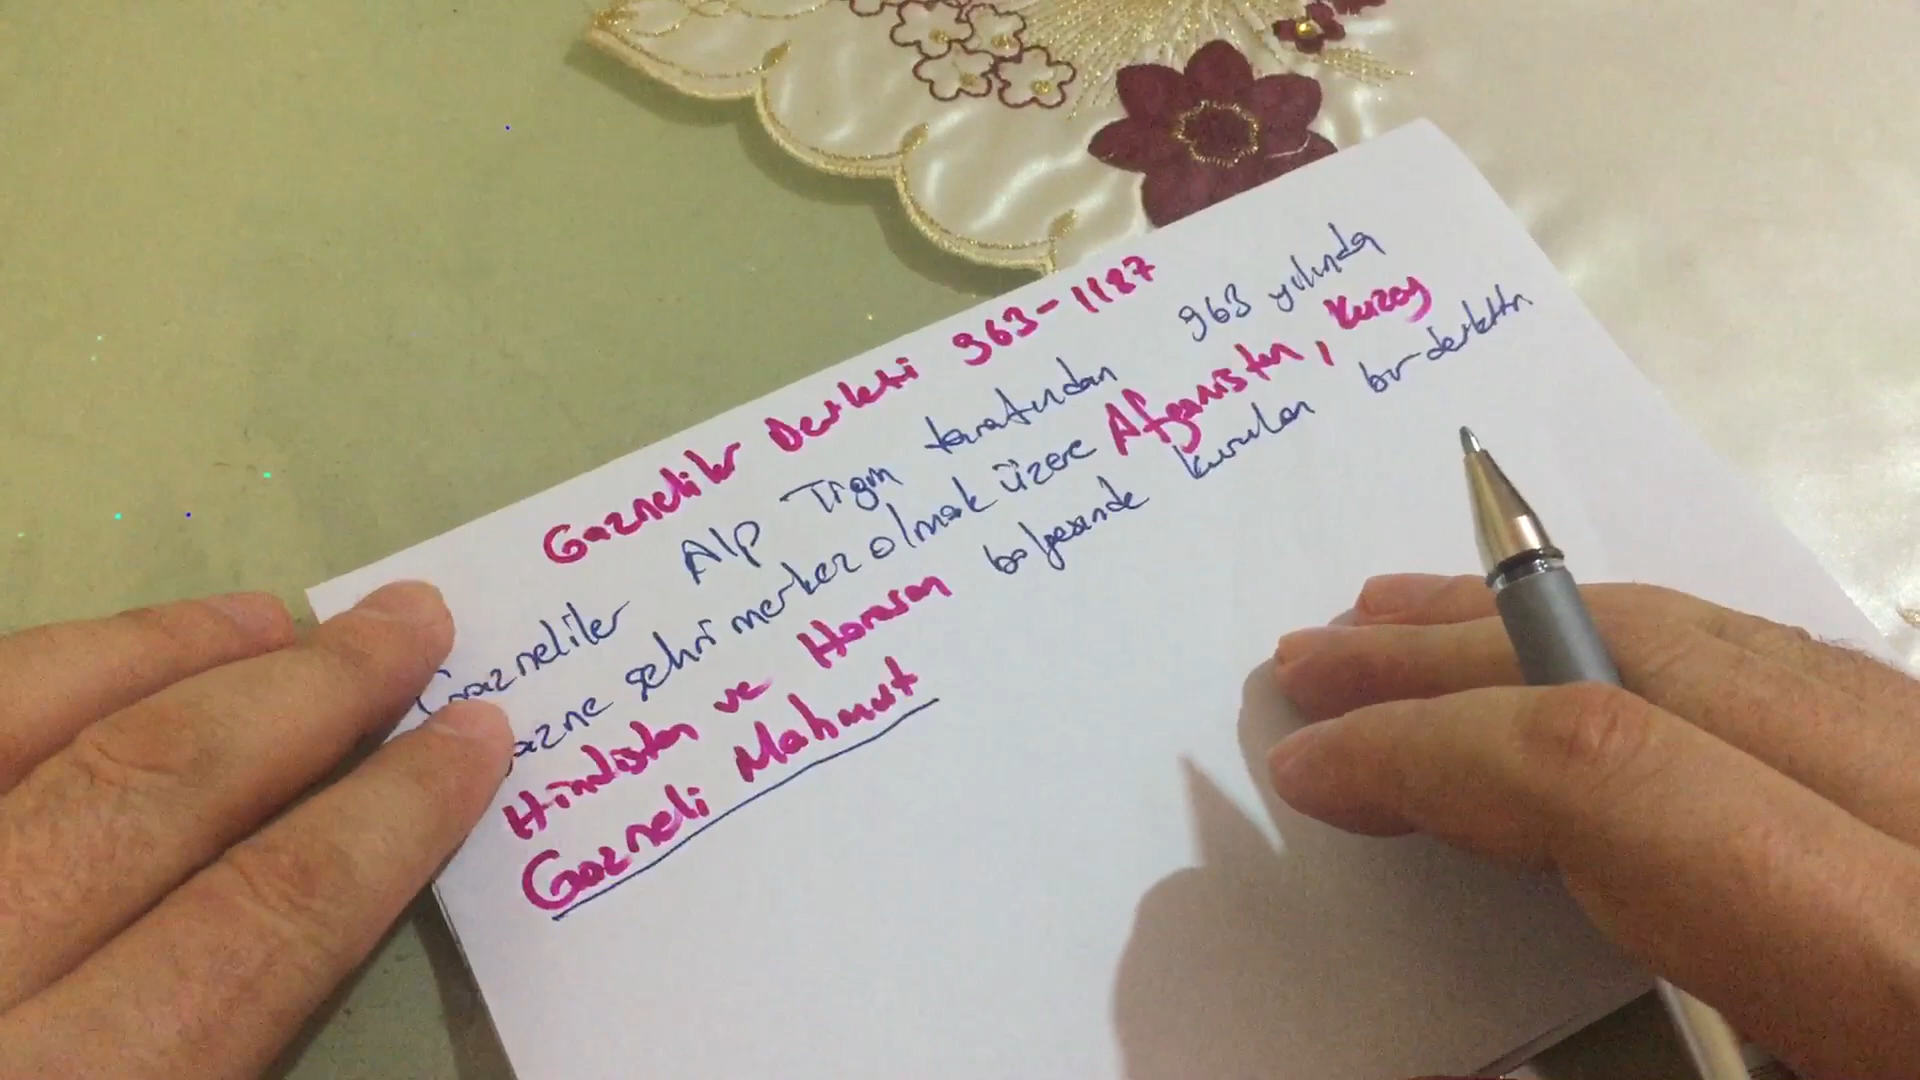 Gazneliler Devleti 963-1187
Gazneliler Alp Tigin tarafından 963 yılında
Gazne şehri merkez olmak üzere Afganistan, Kuzey
Hindistan ve Horasan bölgesinde kurulan bir devlettir
Gazneli Mahmut